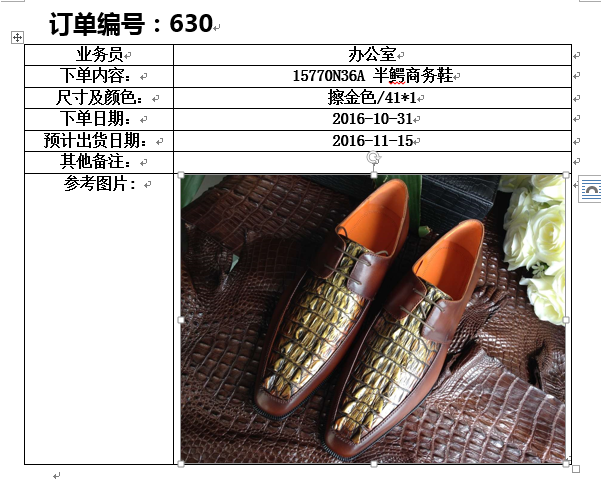 订单编号：630
业务员 办公室
下单内容： 15770N36A 半鳄商务鞋
尺寸及颜色： 擦金色/41*1
下单日期： 2016-10-31
预计出货日期： 2016-11-15
其他备注：
参考图片: